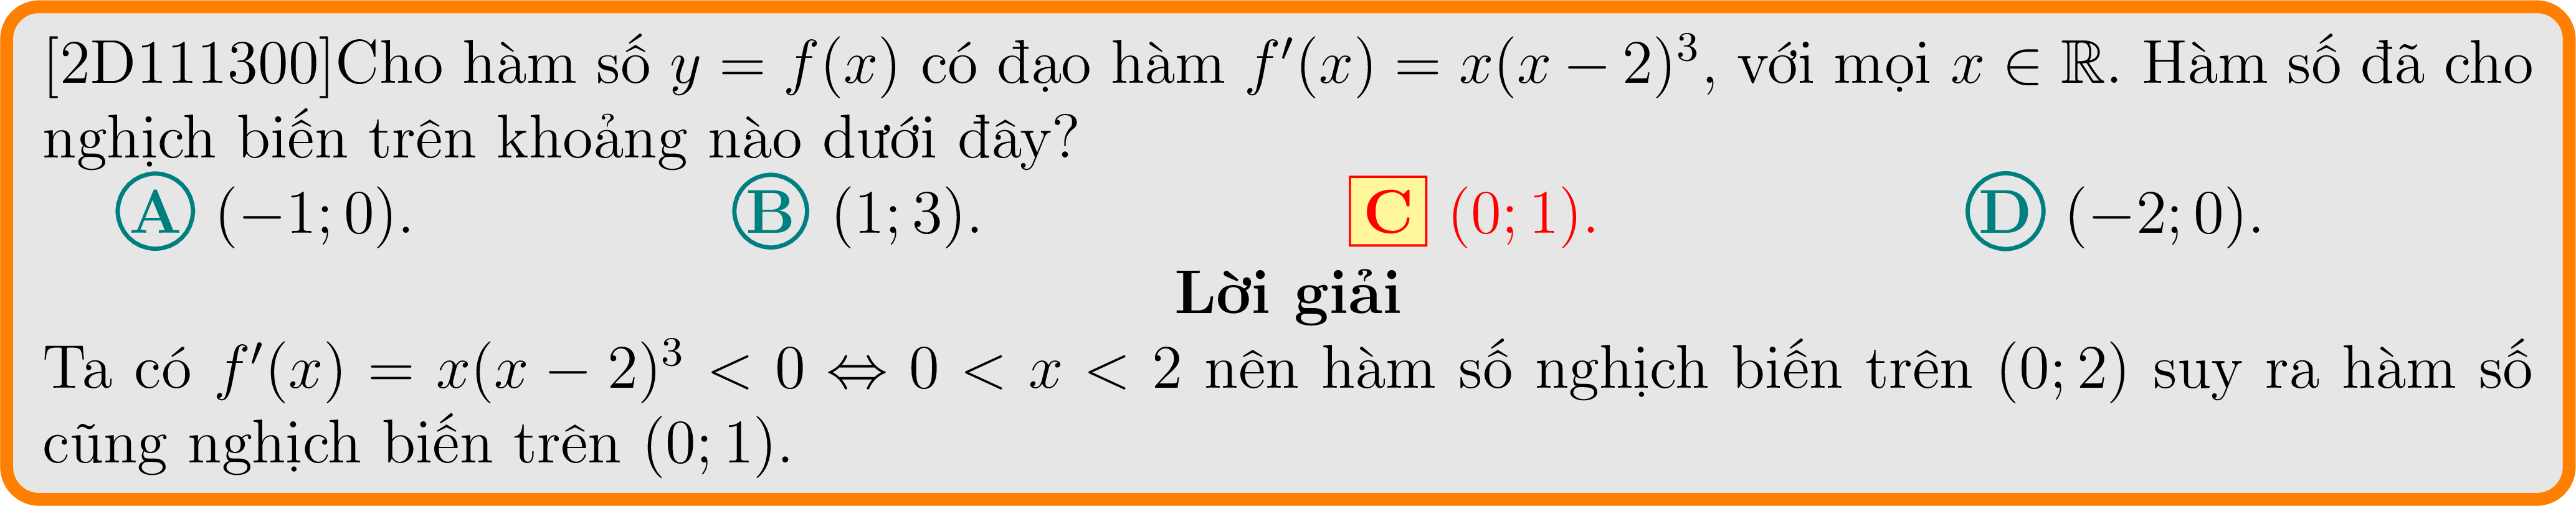 [2D111300]Cho hàm số y = f(x) có đạo hàm f′(x) = x(x − 2)³, với mọi x ∈ ℝ. Hàm số đã cho
nghịch biến trên khoảng nào dưới đây?
A (−1; 0). B (1; 3). C (0; 1). D (−2; 0).
Lời giải
Ta có f′(x) = x(x − 2)³ < 0 ⇔ 0 < x < 2 nên hàm số nghịch biến trên (0; 2) suy ra hàm số
cũng nghịch biến trên (0; 1).